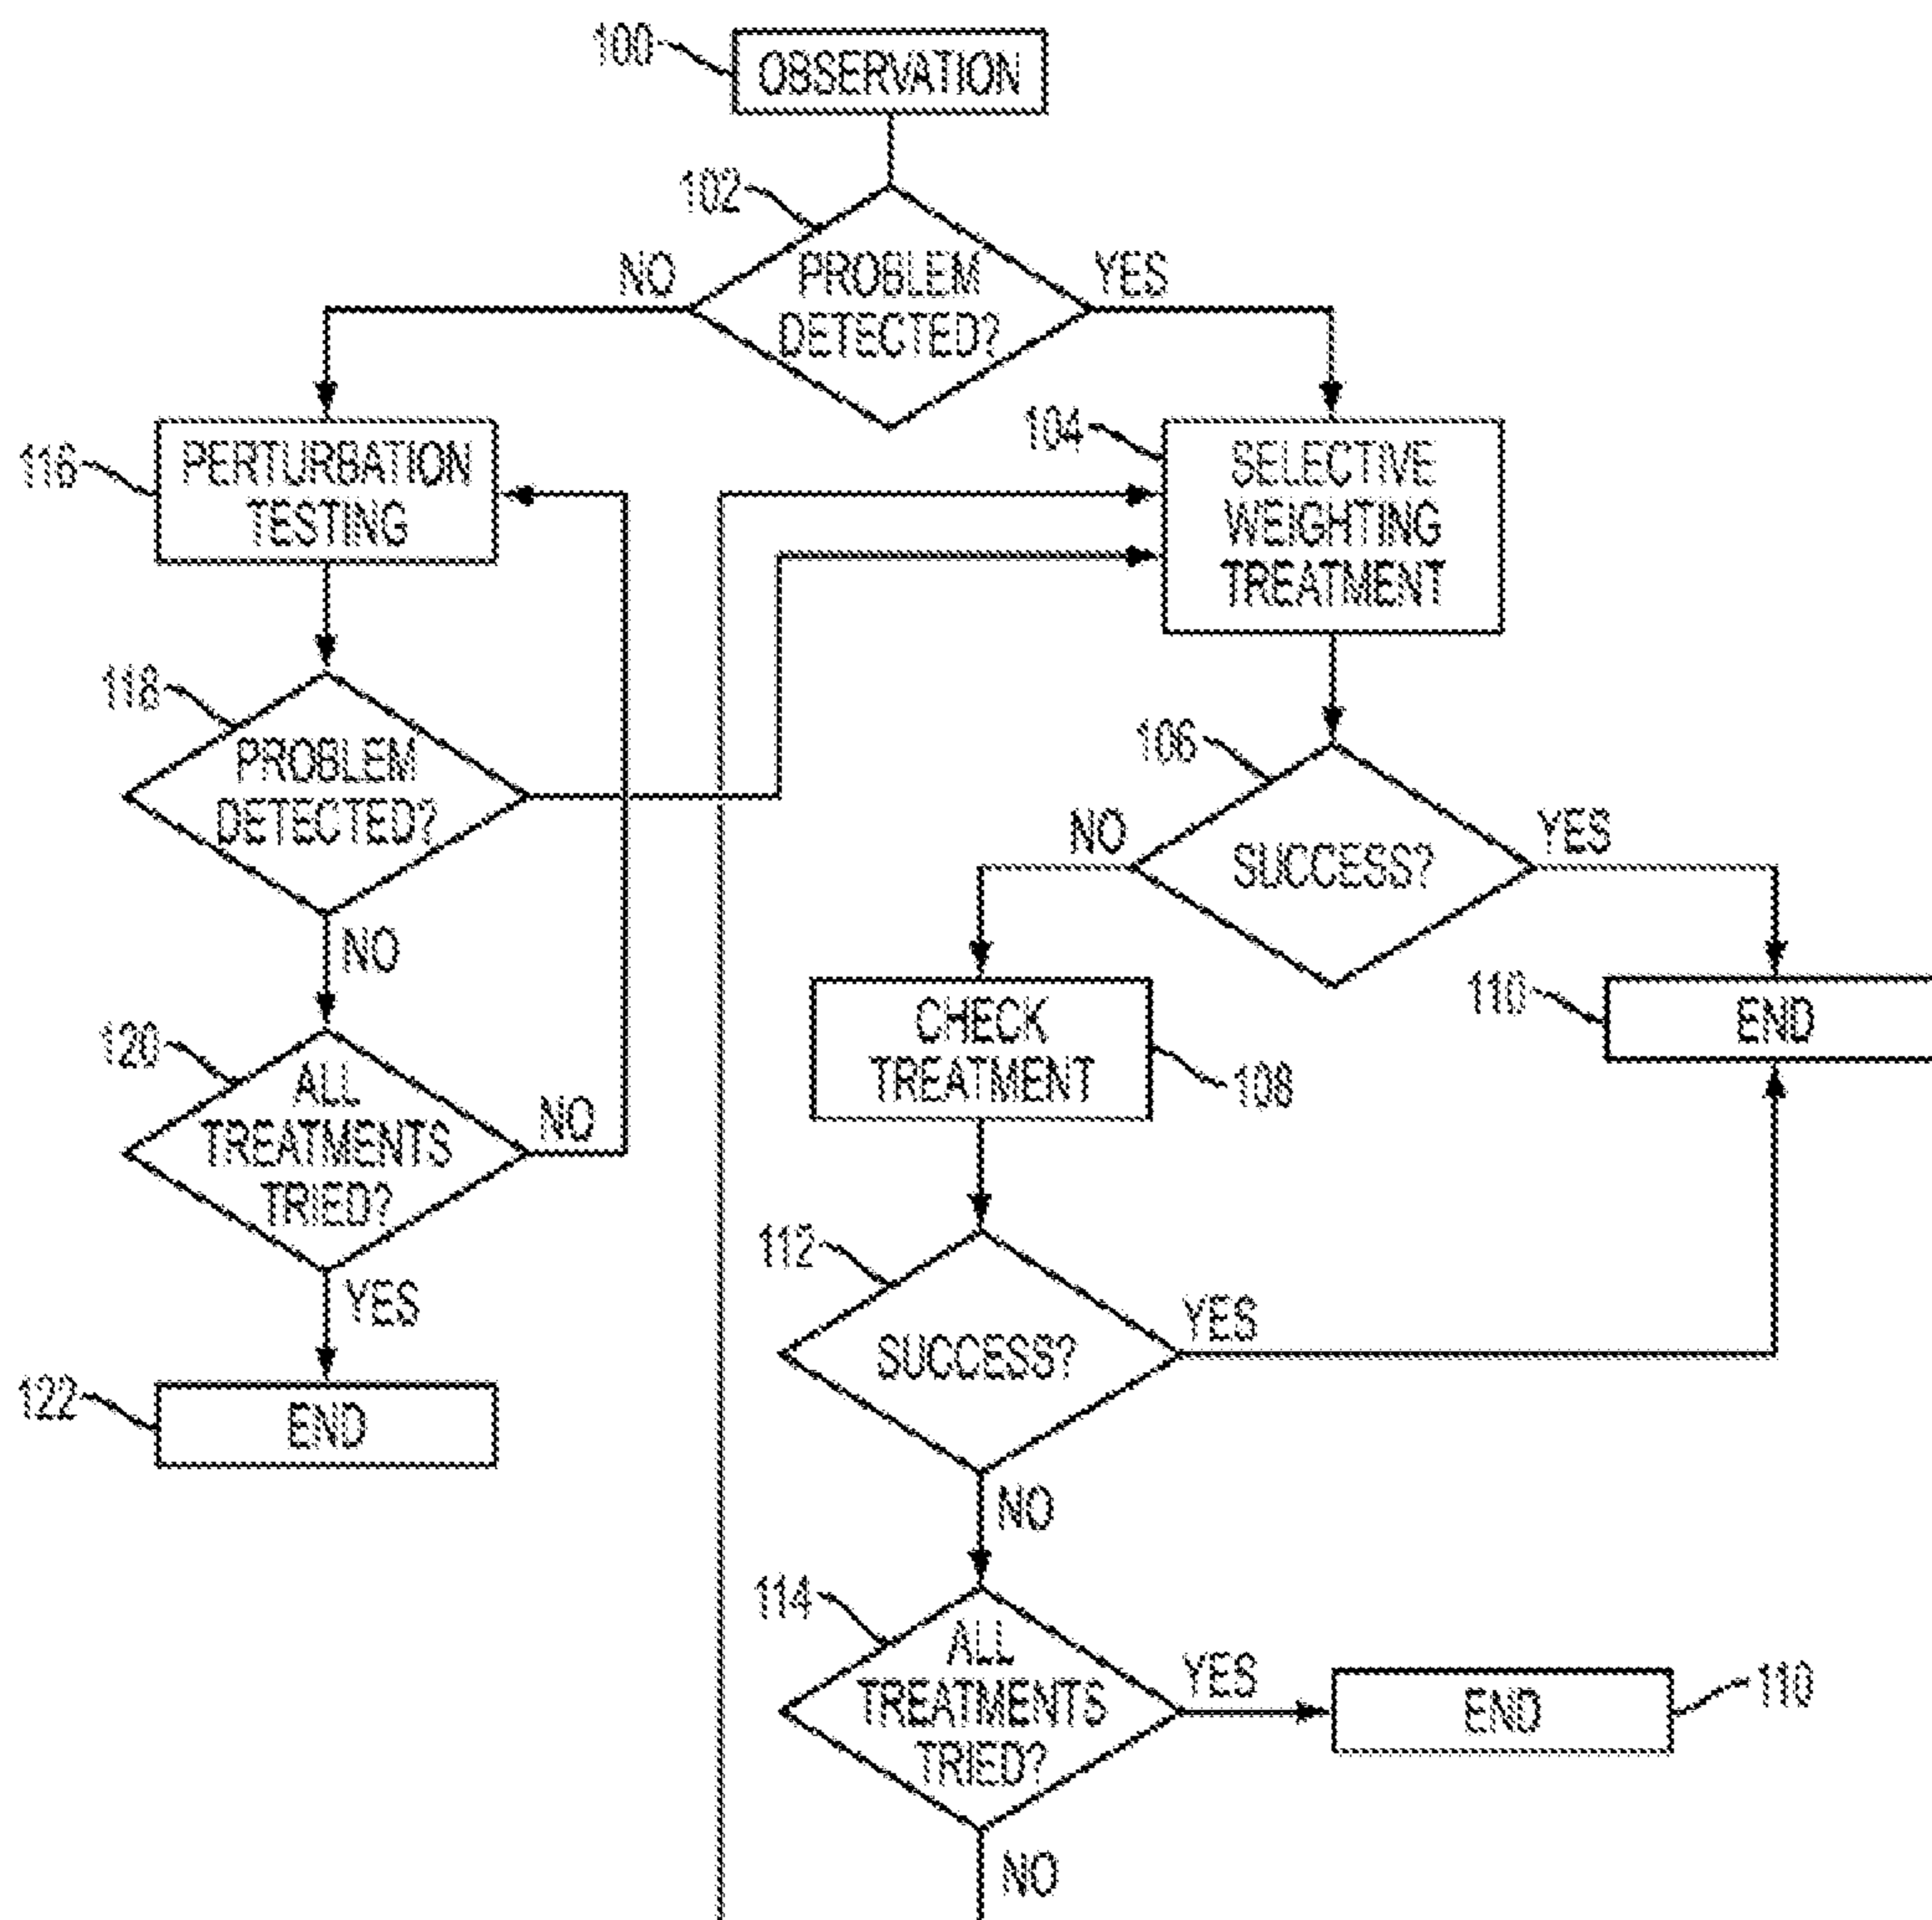 100
OBSERVATION
102
NO
PROBLEM
DETECTED?
YES
116
PERTURBATION
TESTING
104
SELECTIVE
WEIGHTING
TREATMENT
118
PROBLEM
DETECTED?
106
NO
SUCCESS?
YES
NO
CHECK
TREATMENT
108
110
END
120
ALL
TREATMENTS
TRIED?
NO
YES
112
SUCCESS?
YES
122
END
NO
114
ALL
TREATMENTS
TRIED?
YES
END
110
NO